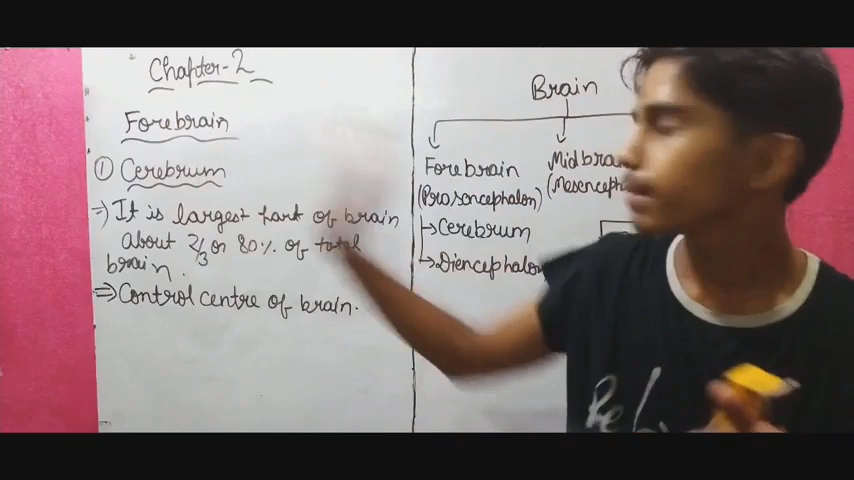 Chapter-2
Forebrain
① Cerebrum
⇒) It is largest part of brain
about 2/3 or 80% of total
brain.
⇒ Control centre of brain.
Brain
Forebrain
(Prosencephalon)
→ Cerebrum
→ Diencephalon